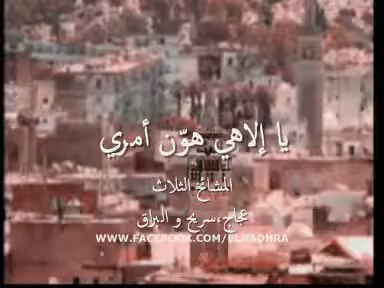 يا إلاهي هوّن أمري
المشائخ الثلاث
عجاج،سريح و البراق
WWW.FACEBOOK.COM/ELHADHRA